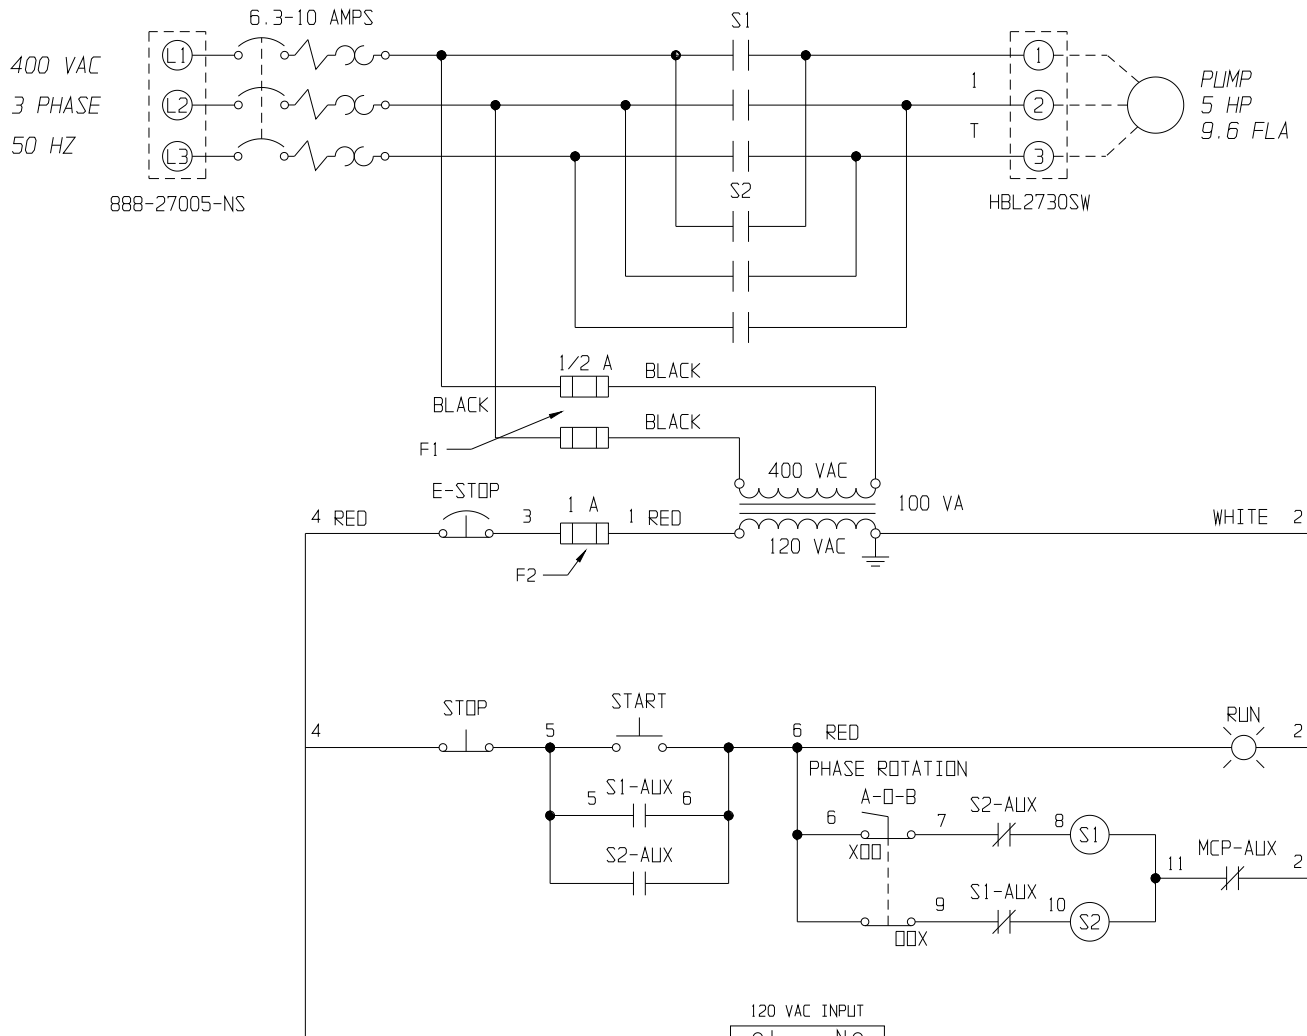 6.3-10 AMPS
S1
400 VAC
3 PHASE
50 HZ
L1
L2
L3
888-27005-NS
1
T
1
2
3
HBL2730SW
PUMP
5 HP
9.6 FLA
S2
1/2 A
BLACK
BLACK
BLACK
F1
400 VAC
100 VA
120 VAC
E-STOP
4 RED
3
1 A
1 RED
F2
WHITE 2
4
STOP
5
START
6 RED
RUN
2
S1-AUX
5 6
S2-AUX
PHASE ROTATION
A-O-B
6
XOO
7
S2-AUX
8
S1
11
MCP-AUX
2
OOX
9
S1-AUX
10
S2
120 VAC INPUT
L N